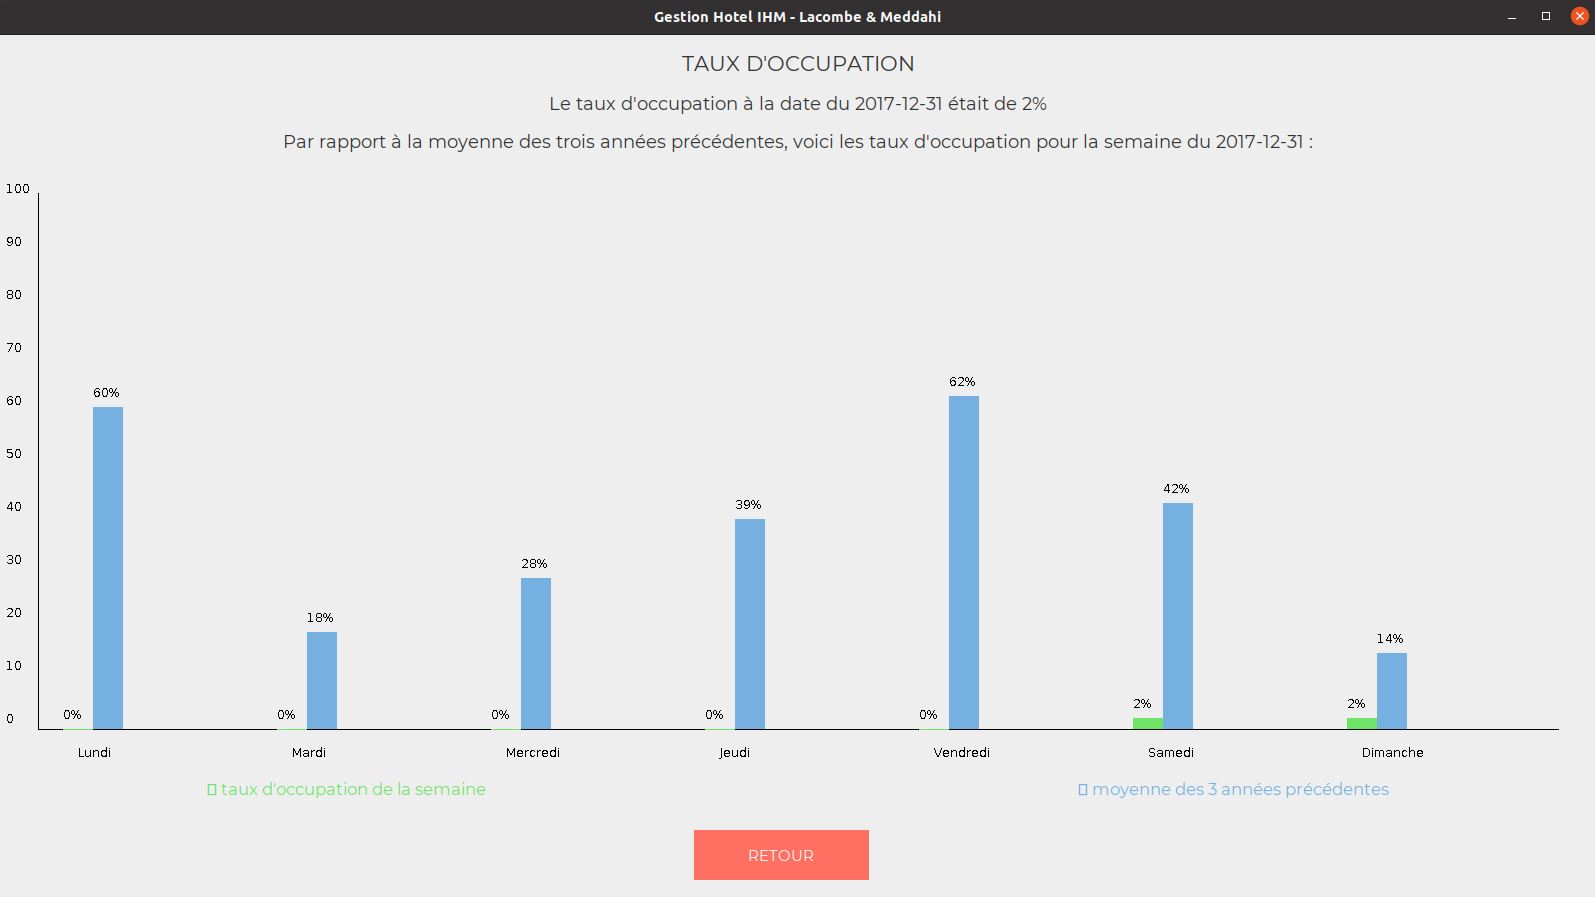 Gestion Hotel IHM - Lacombe & Meddahi
TAUX D'OCCUPATION
Le taux d'occupation à la date du 2017-12-31 était de 2%
Par rapport à la moyenne des trois années précédentes, voici les taux d'occupation pour la semaine du 2017-12-31 :
100
90
80
70
60
50
40
30
20
10
0
0% 60%
0% 18%
0% 28%
0% 39%
0% 62%
2% 42%
2% 14%
Lundi Mardi Mercredi Jeudi Vendredi Samedi Dimanche
taux d'occupation de la semaine
moyenne des 3 années précédentes
RETOUR